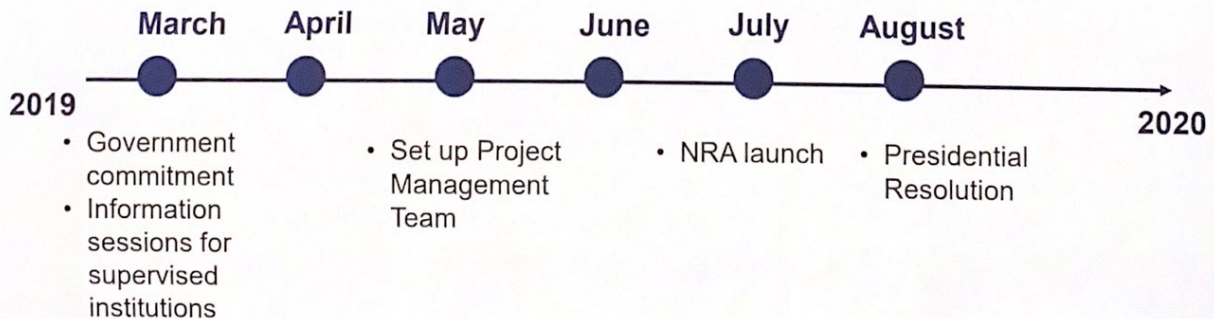 March April May June July August
2019
2020
• Government
commitment
• Information
sessions for
supervised
institutions
• Set up Project
Management
Team
• NRA launch
• Presidential
Resolution